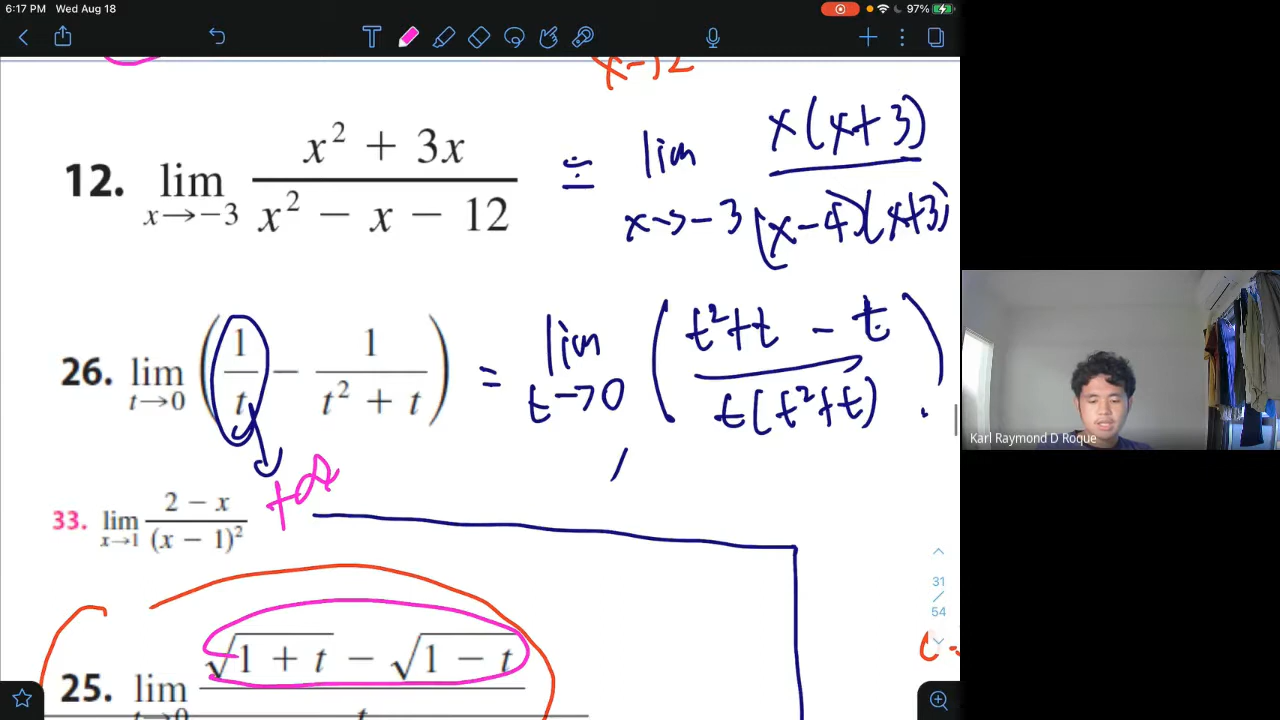 6:17 PM Wed Aug 18 97%
x-12
12. lim x→-3 x² + 3x / x² − x − 12 = lim x→-3 x(x+3) / (x-4)(x+3)
26. lim t→0 (1/t − 1/t² + t) = lim t→0 (t²+t - t / t(t²+t))
+∞
33. lim x→1 2 − x / (x − 1)²
25. lim t→0 √1 + t − √1 − t / t
31 / 54
Karl Raymond D Roque